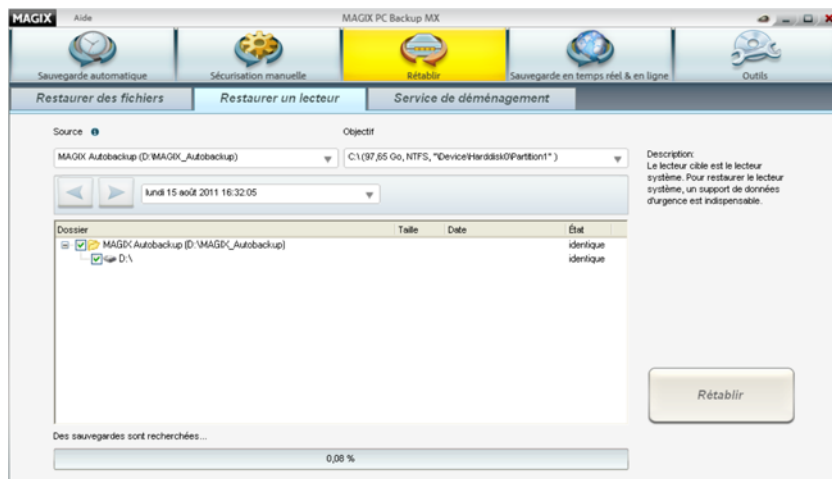 MAGIX Aide MAGIX PC Backup MX
Sauvegarde automatique Sécurisation manuelle Rétablir Sauvegarde en temps réel & en ligne Outils
Restaurer des fichiers Restaurer un lecteur Service de déménagement
Source Objectif
MAGIX Autobackup (D:\MAGIX_Autobackup) C:\ (97,65 Go, NTFS, "\Device\Harddisk0\Partition1" )
Description:
Le lecteur cible est le lecteur
système. Pour restaurer le lecteur
système, un support de données
d'urgence est indispensable.
lundi 15 août 2011 16:32:05
Dossier Taille Date État
MAGIX Autobackup (D:\MAGIX_Autobackup) identique
D:\ identique
Rétablir
Des sauvegardes sont recherchées...
0,08 %